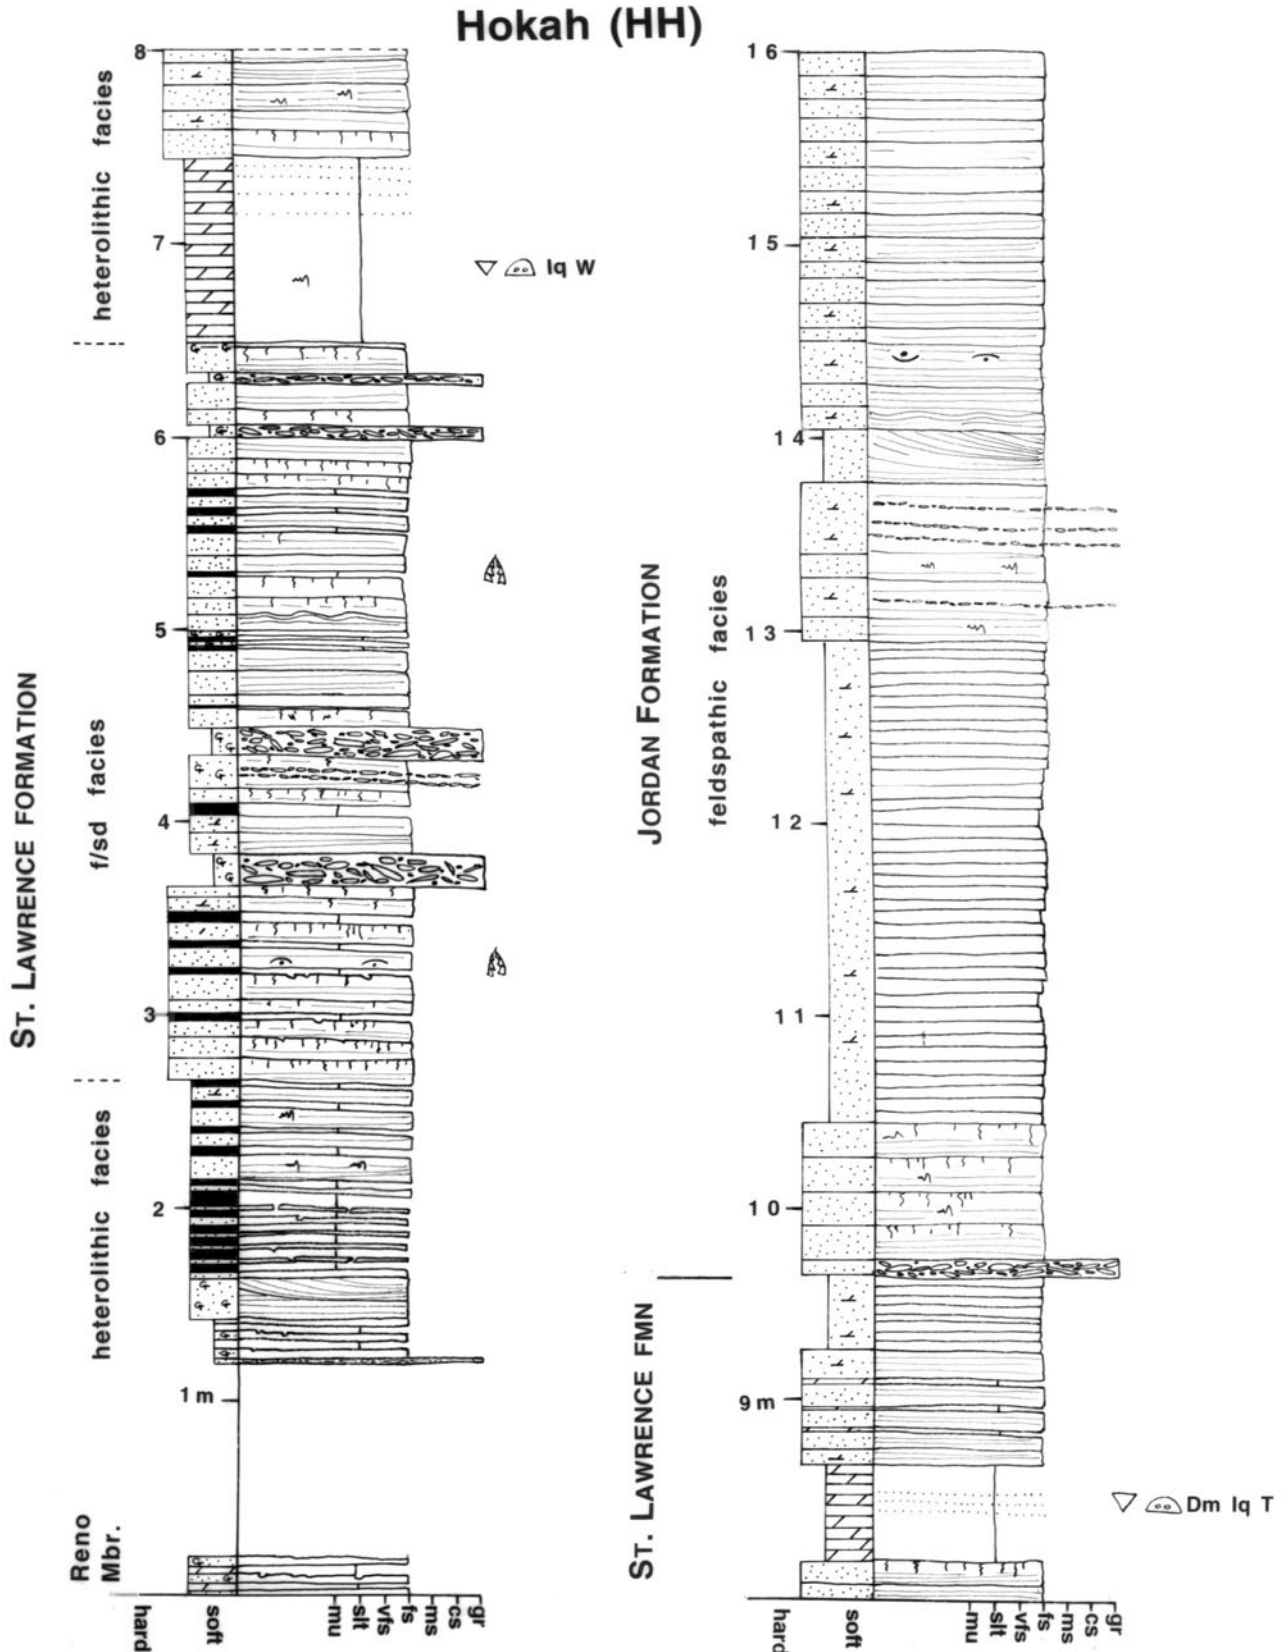 Hokah (HH)
8
heterolithic facies
7
Iq W
6
5
ST. LAWRENCE FORMATION
f/sd facies
4
3
heterolithic facies
2
1 m
Reno
Mbr.
hard
soft
mu
slt
vfs
fs
ms
cs
gr
16
15
14
JORDAN FORMATION
feldspathic facies
13
12
11
10
ST. LAWRENCE FMN
9 m
Dm Iq T
hard
soft
mu
slt
vfs
fs
ms
cs
gr